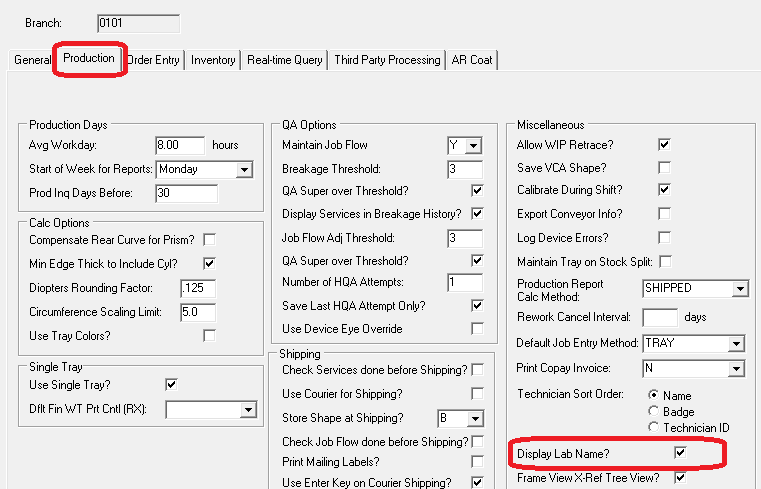 Branch: 0101
General Production Order Entry Inventory Real-time Query Third Party Processing AR Coat
Production Days
Avg Workday: 8.00 hours
Start of Week for Reports: Monday
Prod Inq Days Before: 30
Calc Options
Compensate Rear Curve for Prism?
Min Edge Thick to Include Cyl?
Diopters Rounding Factor: .125
Circumference Scaling Limit: 5.0
Use Tray Colors?
Single Tray
Use Single Tray?
Dflt Fin WT Prt Cntl (RX):
QA Options
Maintain Job Flow Y
Breakage Threshold: 3
QA Super over Threshold?
Display Services in Breakage History?
Job Flow Adj Threshold: 3
QA Super over Threshold?
Number of HQA Attempts: 1
Save Last HQA Attempt Only?
Use Device Eye Override
Shipping
Check Services done before Shipping?
Use Courier for Shipping?
Store Shape at Shipping? B
Check Job Flow done before Shipping?
Print Mailing Labels?
Use Enter Key on Courier Shipping?
Miscellaneous
Allow WIP Retrace?
Save VCA Shape?
Calibrate During Shift?
Export Conveyor Info?
Log Device Errors?
Maintain Tray on Stock Split:
Production Report
Calc Method: SHIPPED
Rework Cancel Interval: days
Default Job Entry Method: TRAY
Print Copay Invoice: N
Technician Sort Order: Name
Badge
Technician ID
Display Lab Name?
Frame View X-Ref Tree View?